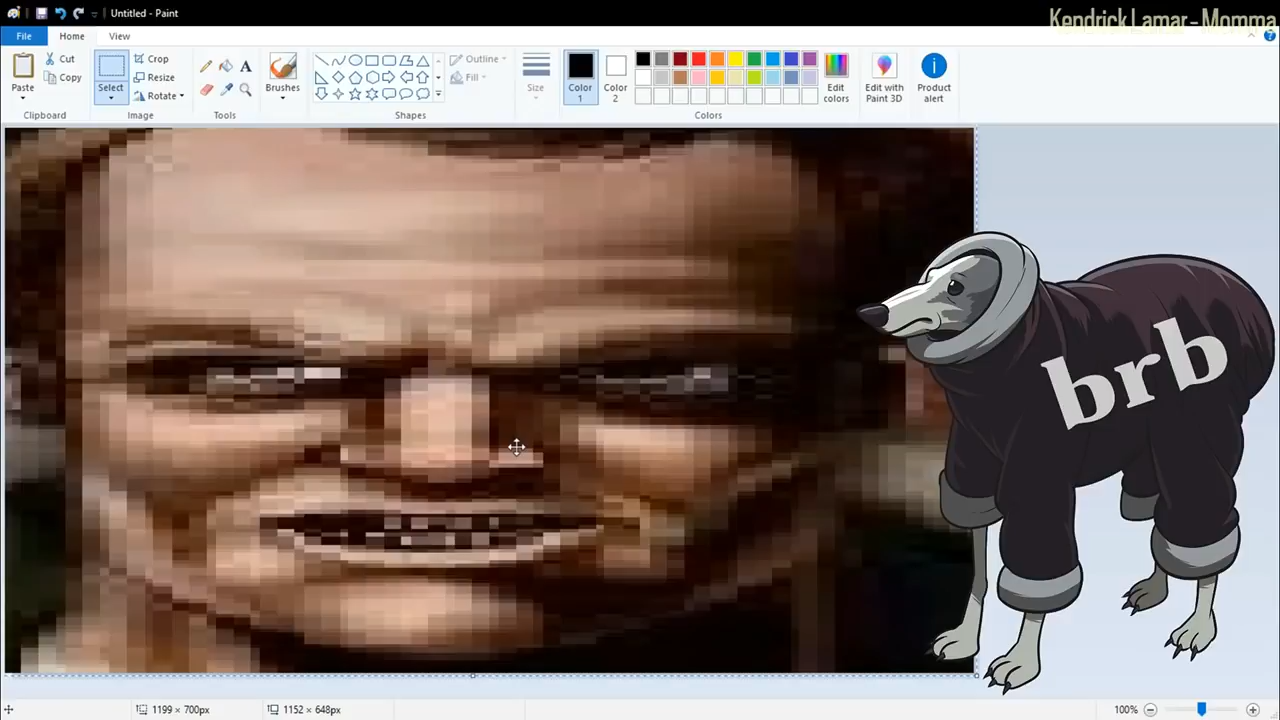 Untitled - Paint
Kendrick Lamar - Momma
File Home View
Paste
Cut
Copy
Clipboard
Select
Crop
Resize
Rotate
Image
A
Tools
Brushes
Outline
Fill
Shapes
Size
Color 1
Color 2
Edit colors
Colors
Edit with Paint 3D
Product alert
brb
1199 × 700px 1152 × 648px 100%